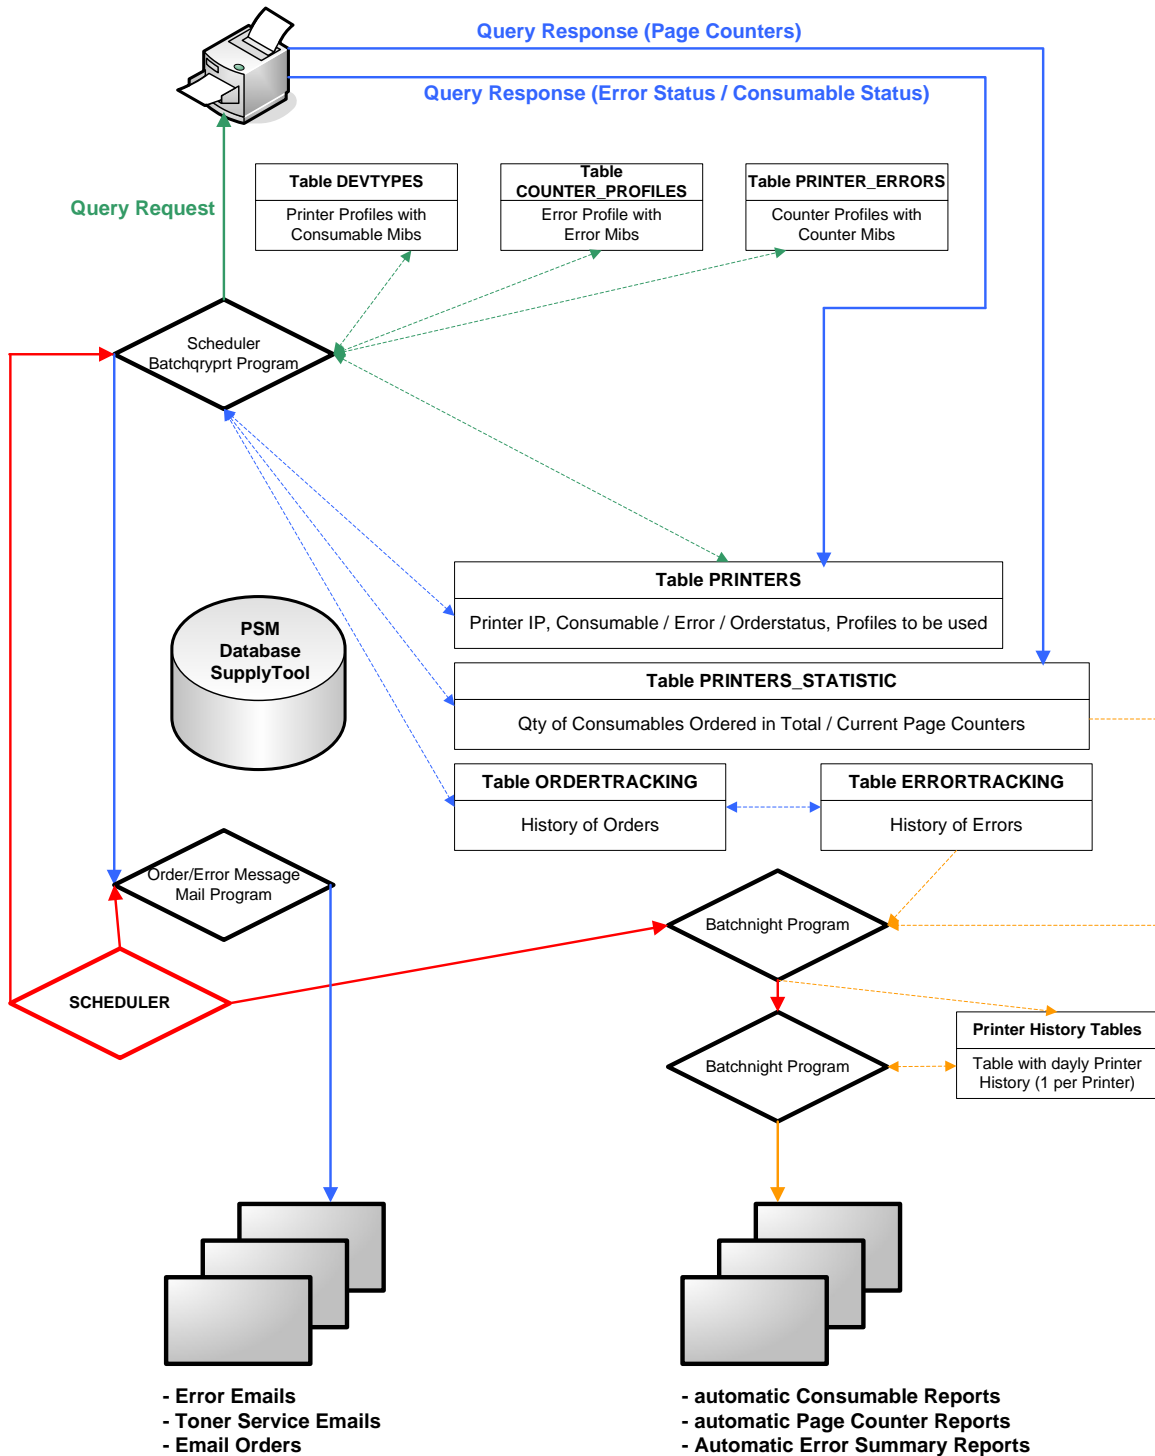 Query Response (Page Counters)
Query Response (Error Status / Consumable Status)
Table DEVTYPES
Printer Profiles with
Consumable Mibs
Table
COUNTER_PROFILES
Error Profile with
Error Mibs
Table PRINTER_ERRORS
Counter Profiles with
Counter Mibs
Query Request
Scheduler
Batchqryprt Program
Table PRINTERS
Printer IP, Consumable / Error / Orderstatus, Profiles to be used
PSM
Database
SupplyTool
Table PRINTERS_STATISTIC
Qty of Consumables Ordered in Total / Current Page Counters
Table ORDERTRACKING
History of Orders
Table ERRORTRACKING
History of Errors
Order/Error Message
Mail Program
Batchnight Program
SCHEDULER
Batchnight Program
Printer History Tables
Table with dayly Printer
History (1 per Printer)
- Error Emails
- Toner Service Emails
- Email Orders
- automatic Consumable Reports
- automatic Page Counter Reports
- Automatic Error Summary Reports